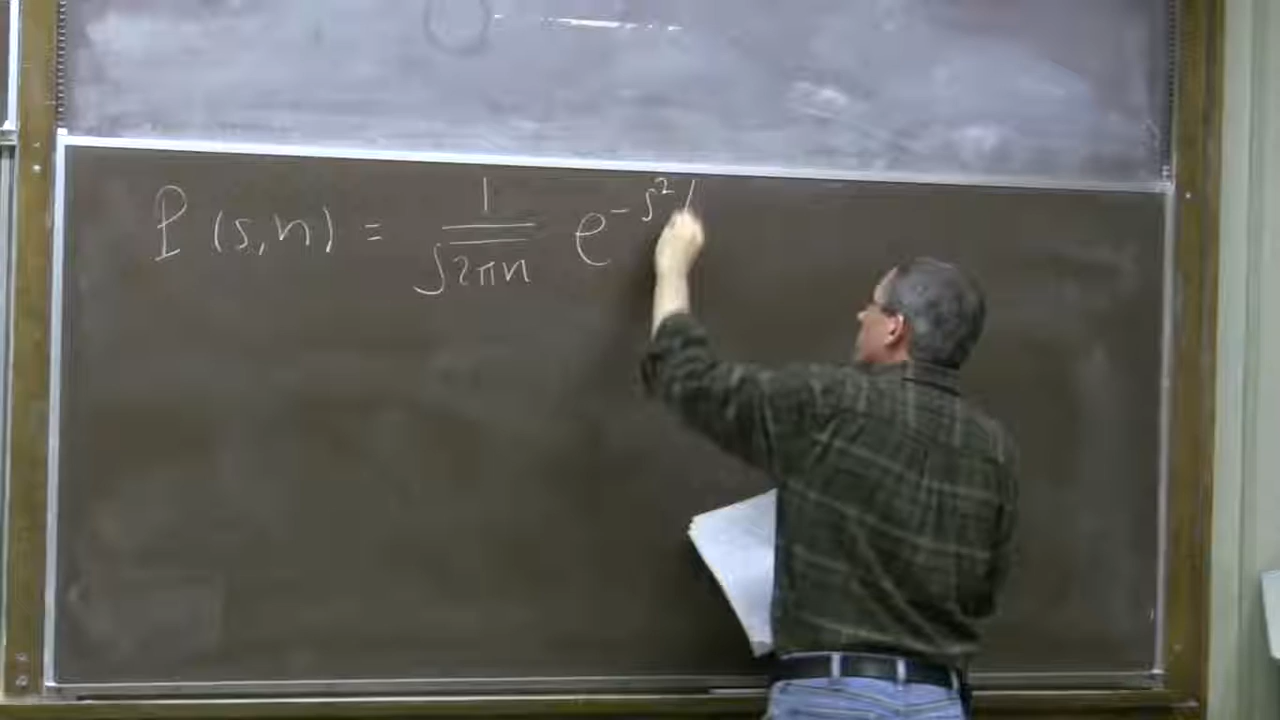 P(s,n) = 1/√2πn e^-s²/